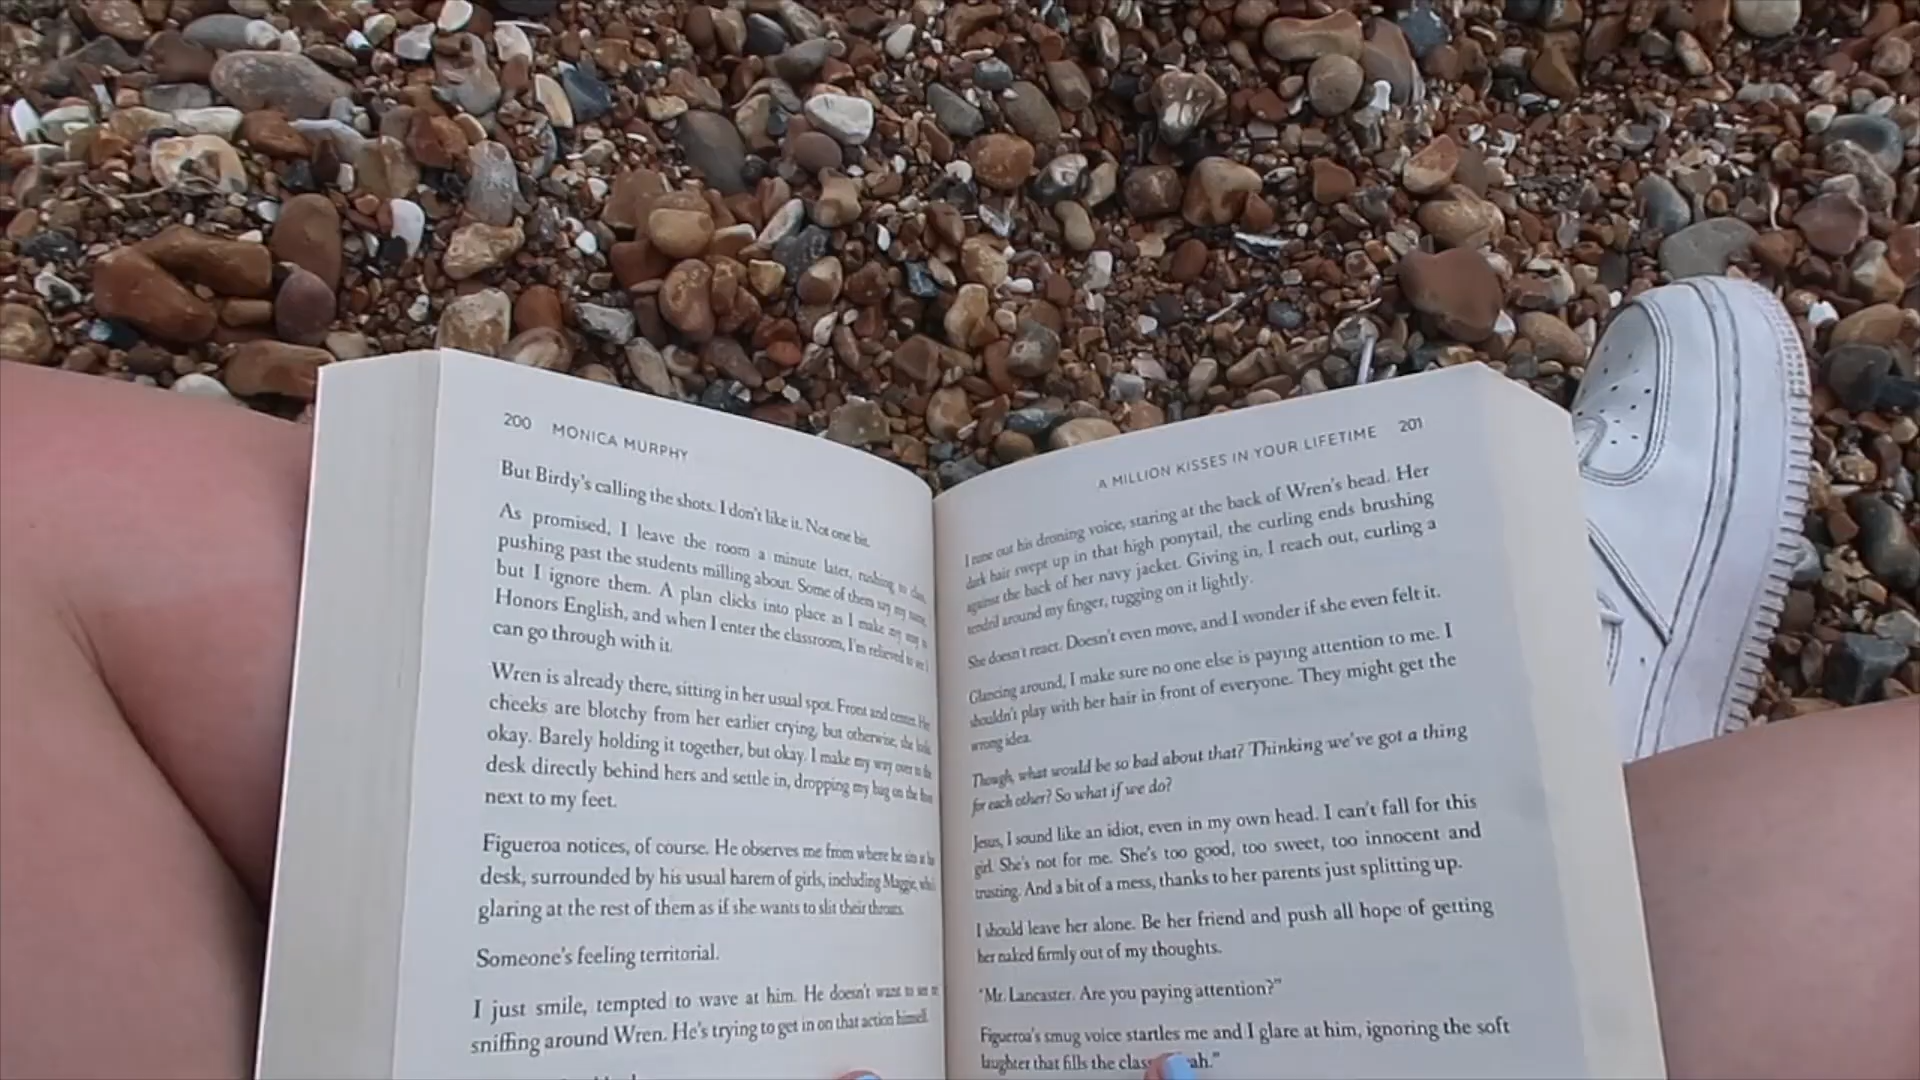 200 MONICA MURPHY
But Birdy's calling the shots. I don't like it. Not one bit.
As promised, I leave the room a minute later, rushing to class,
pushing past the students milling about. Some of them say my name,
but I ignore them. A plan clicks into place as I make my way to
Honors English, and when I enter the classroom, I'm relieved to see I
can go through with it.
Wren is already there, sitting in her usual spot. Front and center. Her
cheeks are blotchy from her earlier crying, but otherwise, she looks
okay. Barely holding it together, but okay. I make my way over to the
desk directly behind hers and settle in, dropping my bag on the floor
next to my feet.
Figueroa notices, of course. He observes me from where he sits at his
desk, surrounded by his usual harem of girls, including Maggie, who's
glaring at the rest of them as if she wants to slit their throats.
Someone's feeling territorial.
I just smile, tempted to wave at him. He doesn't want to see me
sniffing around Wren. He's trying to get in on that action himself.
A MILLION KISSES IN YOUR LIFETIME 201
I tune out his droning voice, staring at the back of Wren's head. Her
dark hair swept up in that high ponytail, the curling ends brushing
against the back of her navy jacket. Giving in, I reach out, curling a
tendril around my finger, tugging on it lightly.
She doesn't react. Doesn't even move, and I wonder if she even felt it.
Glancing around, I make sure no one else is paying attention to me. I
shouldn't play with her hair in front of everyone. They might get the
wrong idea.
Though, what would be so bad about that? Thinking we've got a thing
for each other? So what if we do?
Jesus, I sound like an idiot, even in my own head. I can't fall for this
girl. She's not for me. She's too good, too sweet, too innocent and
trusting. And a bit of a mess, thanks to her parents just splitting up.
I should leave her alone. Be her friend and push all hope of getting
her naked firmly out of my thoughts.
"Mr. Lancaster. Are you paying attention?"
Figueroa's smug voice startles me and I glare at him, ignoring the soft
laughter that fills the